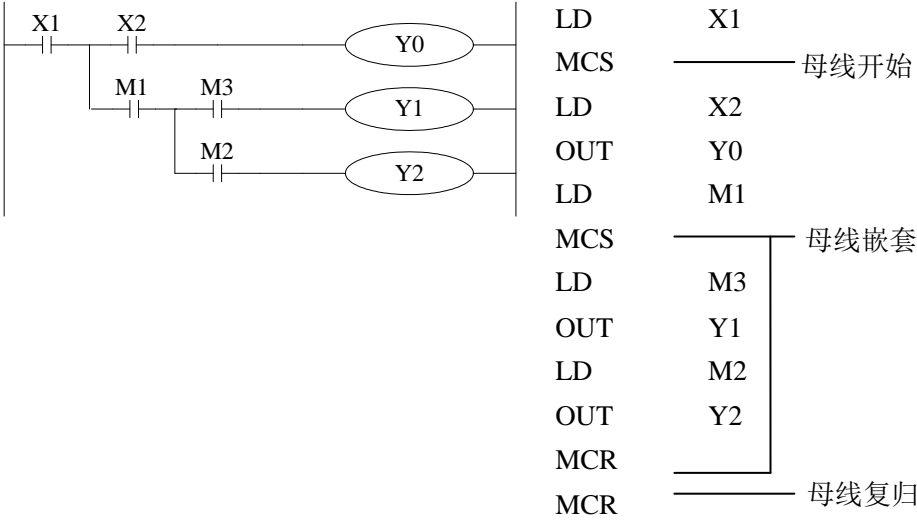 X1 X2 Y0
M1 M3 Y1
M2 Y2
LD X1
MCS 母线开始
LD X2
OUT Y0
LD M1
MCS 母线嵌套
LD M3
OUT Y1
LD M2
OUT Y2
MCR
MCR 母线复归